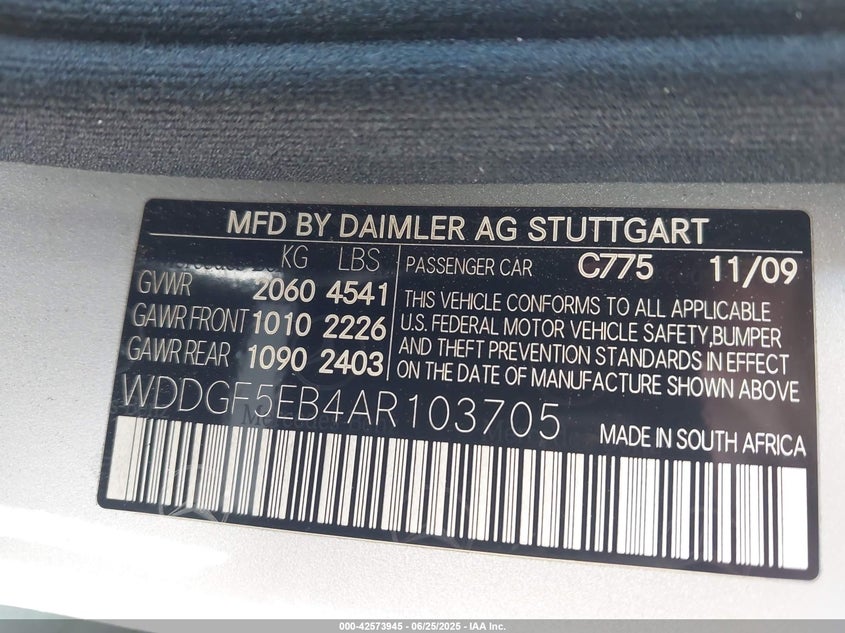 MFD BY DAIMLER AG STUTTGART
KG LBS
GVWR 2060 4541
GAWR FRONT 1010 2226
GAWR REAR 1090 2403
PASSENGER CAR C775 11/09
THIS VEHICLE CONFORMS TO ALL APPLICABLE
U.S. FEDERAL MOTOR VEHICLE SAFETY,BUMPER
AND THEFT PREVENTION STANDARDS IN EFFECT
ON THE DATE OF MANUFACTURE SHOWN ABOVE
WDDGF5EB4AR103705
MADE IN SOUTH AFRICA
000-42573945 - 06/25/2025 - IAA Inc.